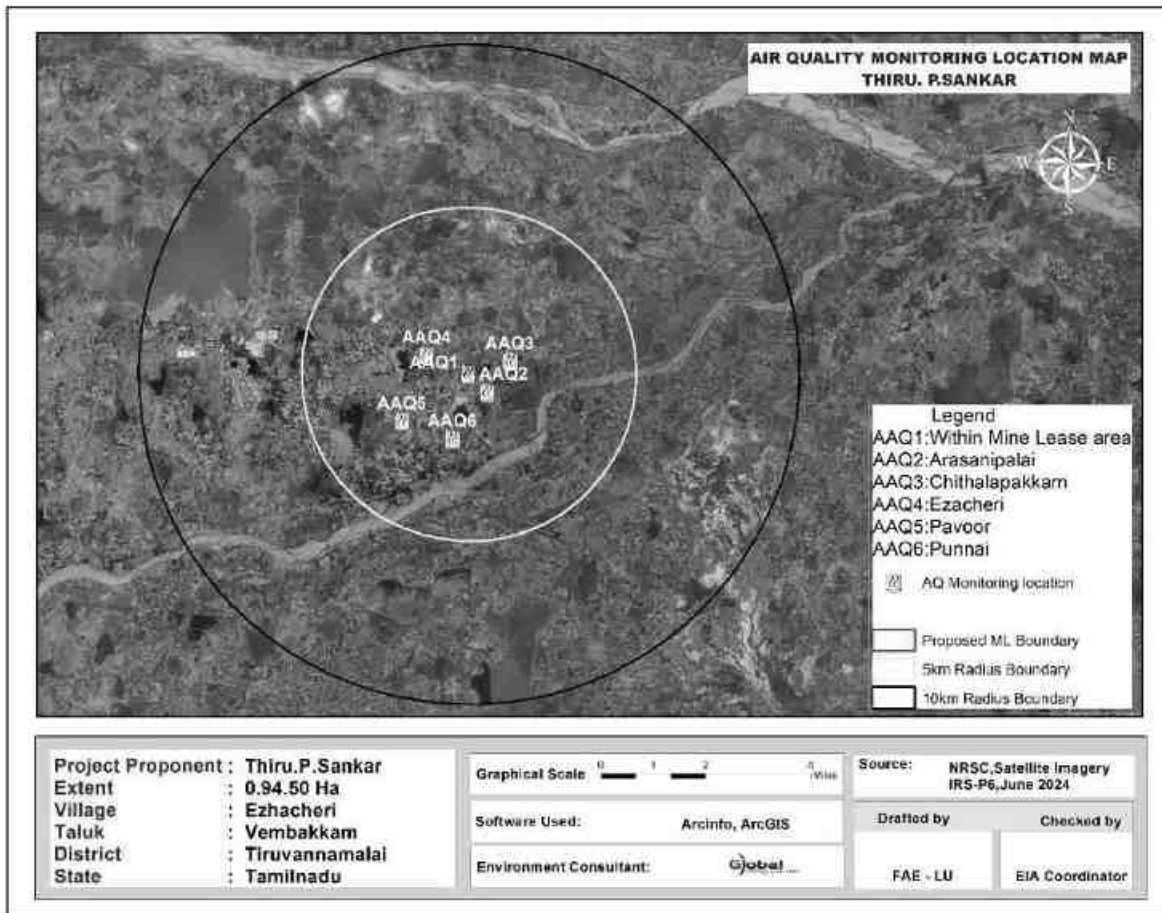 AIR QUALITY MONITORING LOCATION MAP
THIRU. P.SANKAR
N
W E
S
AAQ4
AAQ3
AAQ1
AAQ2
AAQ5
AAQ6
Legend
AAQ1:Within Mine Lease area
AAQ2:Arasanipalai
AAQ3:Chithalapakkam
AAQ4:Ezacheri
AAQ5:Pavoor
AAQ6:Punnai
AQ Monitoring location
Proposed ML Boundary
5km Radius Boundary
10km Radius Boundary
Project Proponent : Thiru.P.Sankar
Extent : 0.94.50 Ha
Village : Ezhacheri
Taluk : Vembakkam
District : Tiruvannamalai
State : Tamilnadu
Graphical Scale 0 1 2 4 Miles
Software Used: Arcinfo, ArcGIS
Environment Consultant: Global
Source: NRSC,Satellite Imagery
IRS-P6,June 2024
Drafted by Checked by
FAE - LU EIA Coordinator